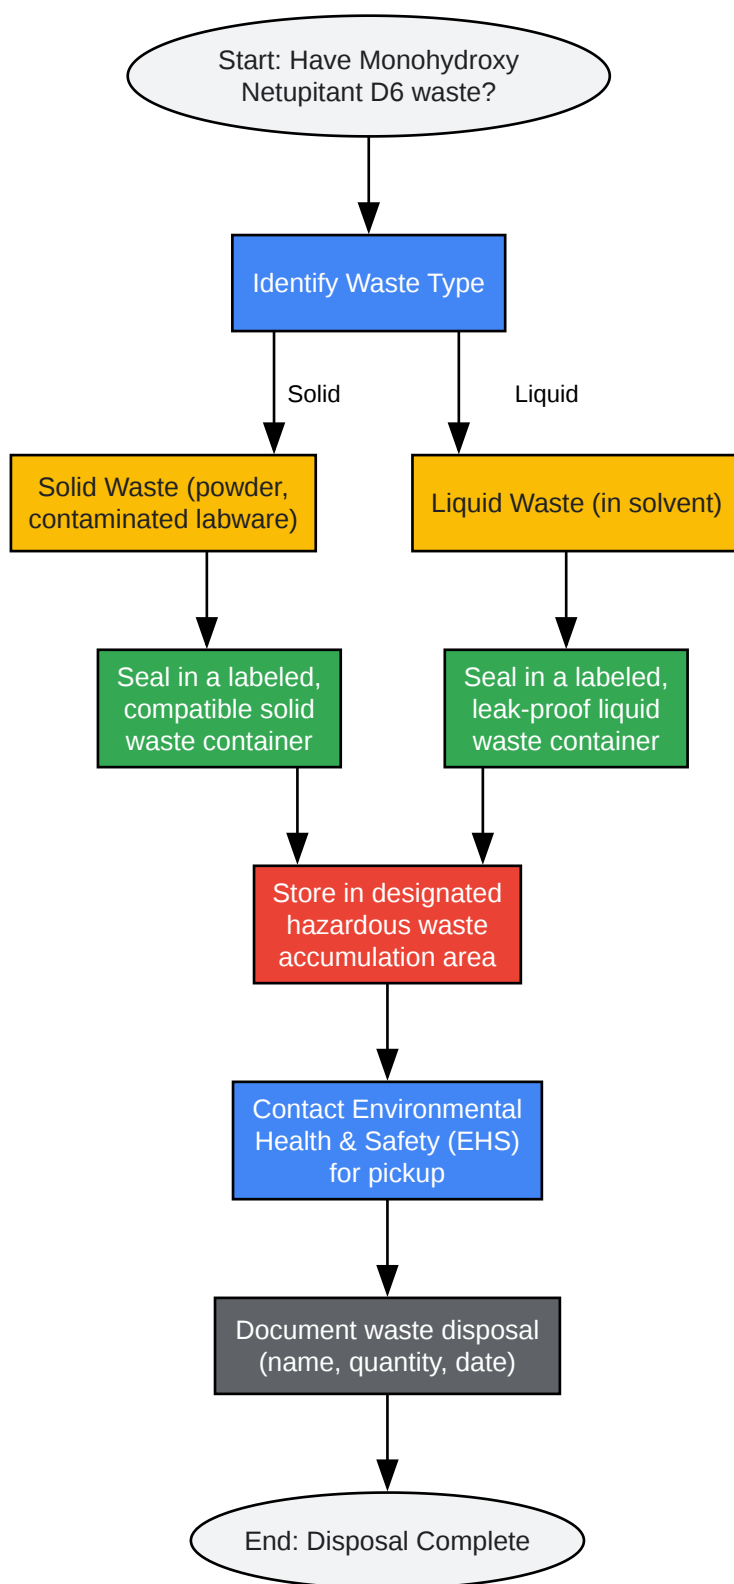 Start: Have Monohydroxy
Netupitant D6 waste?
Identify Waste Type
Solid
Liquid
Solid Waste (powder,
contaminated labware)
Liquid Waste (in solvent)
Seal in a labeled,
compatible solid
waste container
Seal in a labeled,
leak-proof liquid
waste container
Store in designated
hazardous waste
accumulation area
Contact Environmental
Health & Safety (EHS)
for pickup
Document waste disposal
(name, quantity, date)
End: Disposal Complete